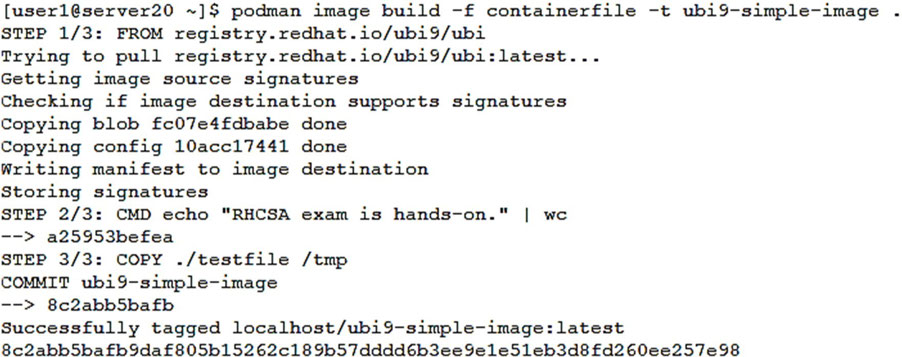 [user1@server20 ~]$ podman image build -f containerfile -t ubi9-simple-image .
STEP 1/3: FROM registry.redhat.io/ubi9/ubi
Trying to pull registry.redhat.io/ubi9/ubi:latest...
Getting image source signatures
Checking if image destination supports signatures
Copying blob fc07e4fdbabe done
Copying config 10acc17441 done
Writing manifest to image destination
Storing signatures
STEP 2/3: CMD echo "RHCSA exam is hands-on." | wc
--> a25953befea
STEP 3/3: COPY ./testfile /tmp
COMMIT ubi9-simple-image
--> 8c2abb5bafb
Successfully tagged localhost/ubi9-simple-image:latest
8c2abb5bafb9daf805b15262c189b57dddd6b3ee9e1e51eb3d8fd260ee257e98